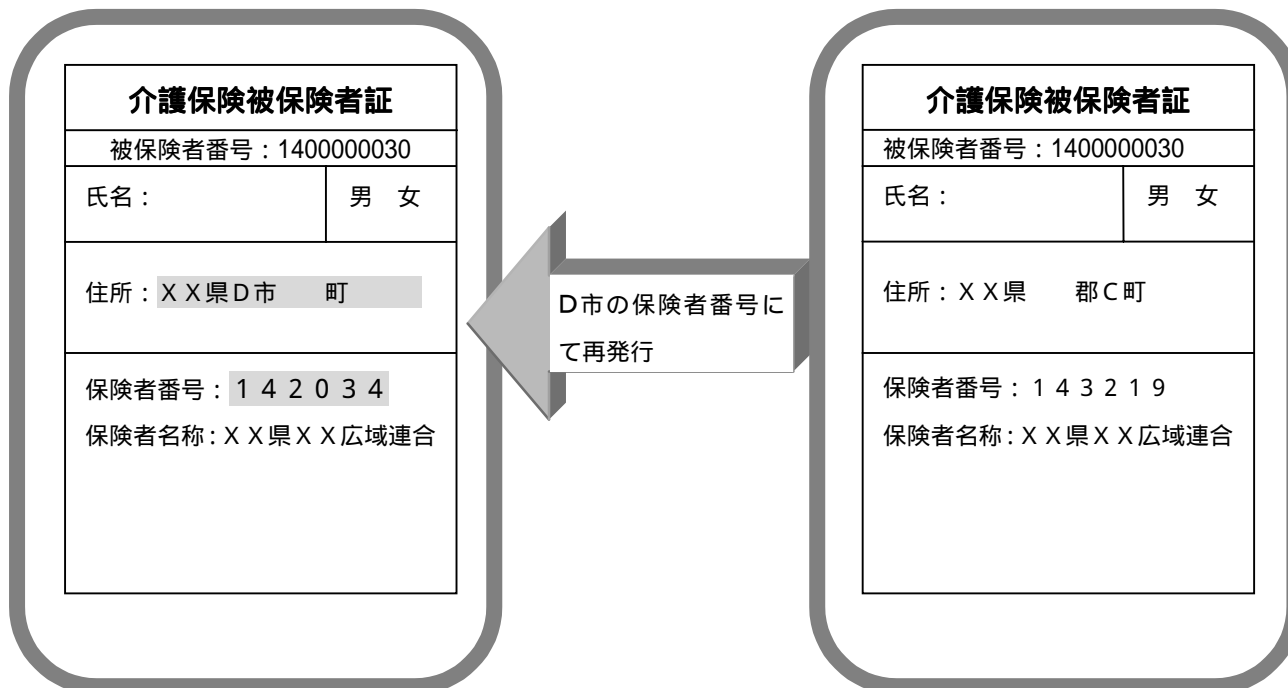 介護保険被保険者証
被保険者番号：1400000030
氏名：
男　女
住所：ＸＸ県Ｄ市　　町
保険者番号：１４２０３４
保険者名称：ＸＸ県ＸＸ広域連合
Ｄ市の保険者番号に
て再発行
介護保険被保険者証
被保険者番号：1400000030
氏名：
男　女
住所：ＸＸ県　　郡Ｃ町
保険者番号：１４３２１９
保険者名称：ＸＸ県ＸＸ広域連合